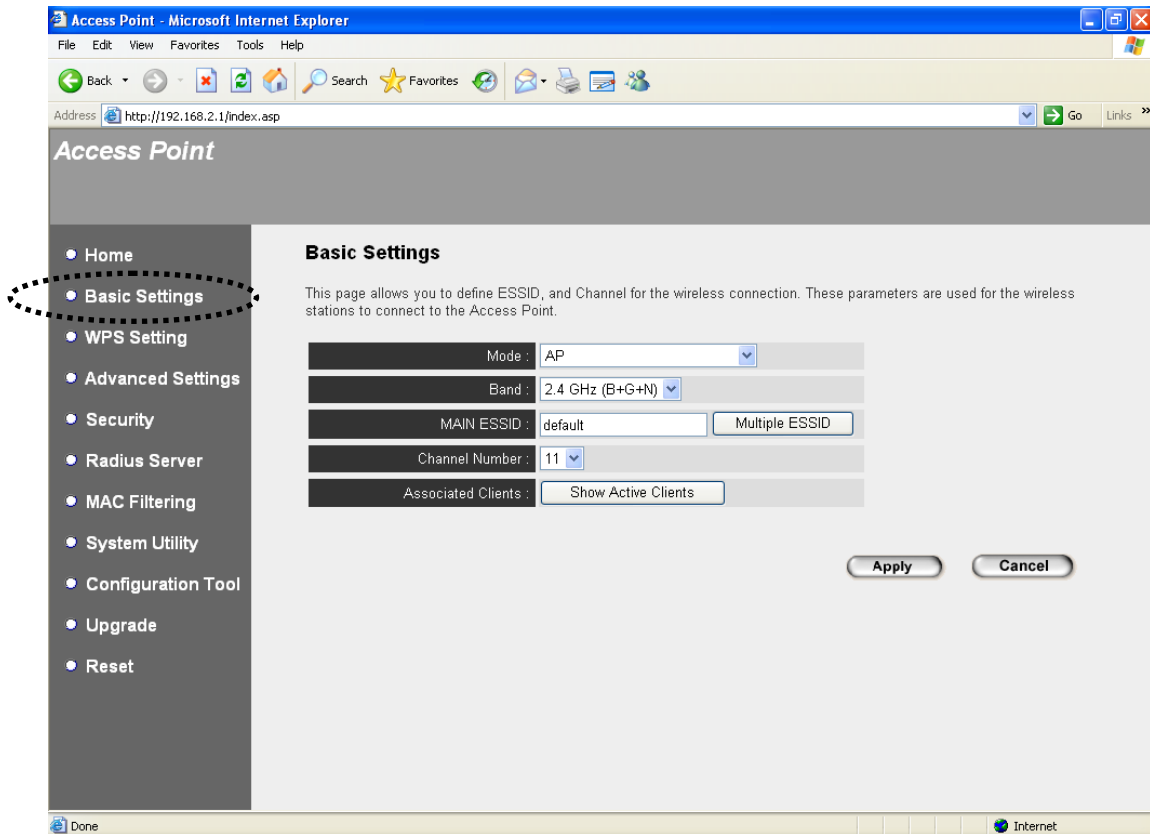 Access Point - Microsoft Internet Explorer
File Edit View Favorites Tools Help
Back Search Favorites
Address http://192.168.2.1/index.asp Go Links »
Access Point
Home
Basic Settings
WPS Setting
Advanced Settings
Security
Radius Server
MAC Filtering
System Utility
Configuration Tool
Upgrade
Reset
Basic Settings
This page allows you to define ESSID, and Channel for the wireless connection. These parameters are used for the wireless
stations to connect to the Access Point.
Mode : AP
Band : 2.4 GHz (B+G+N)
MAIN ESSID : default Multiple ESSID
Channel Number : 11
Associated Clients : Show Active Clients
Apply Cancel
Done Internet